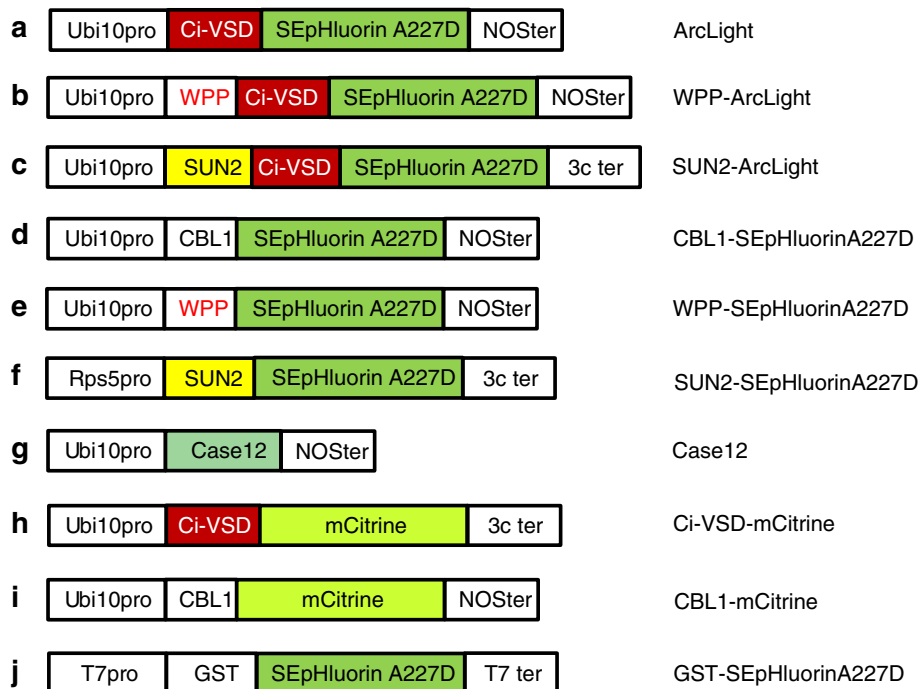 a Ubi10pro Ci-VSD SEpHluorin A227D NOSter ArcLight
b Ubi10pro WPP Ci-VSD SEpHluorin A227D NOSter WPP-ArcLight
c Ubi10pro SUN2 Ci-VSD SEpHluorin A227D 3c ter SUN2-ArcLight
d Ubi10pro CBL1 SEpHluorin A227D NOSter CBL1-SEpHluorinA227D
e Ubi10pro WPP SEpHluorin A227D NOSter WPP-SEpHluorinA227D
f Rps5pro SUN2 SEpHluorin A227D 3c ter SUN2-SEpHluorinA227D
g Ubi10pro Case12 NOSter Case12
h Ubi10pro Ci-VSD mCitrine 3c ter Ci-VSD-mCitrine
i Ubi10pro CBL1 mCitrine NOSter CBL1-mCitrine
j T7pro GST SEpHluorin A227D T7 ter GST-SEpHluorinA227D